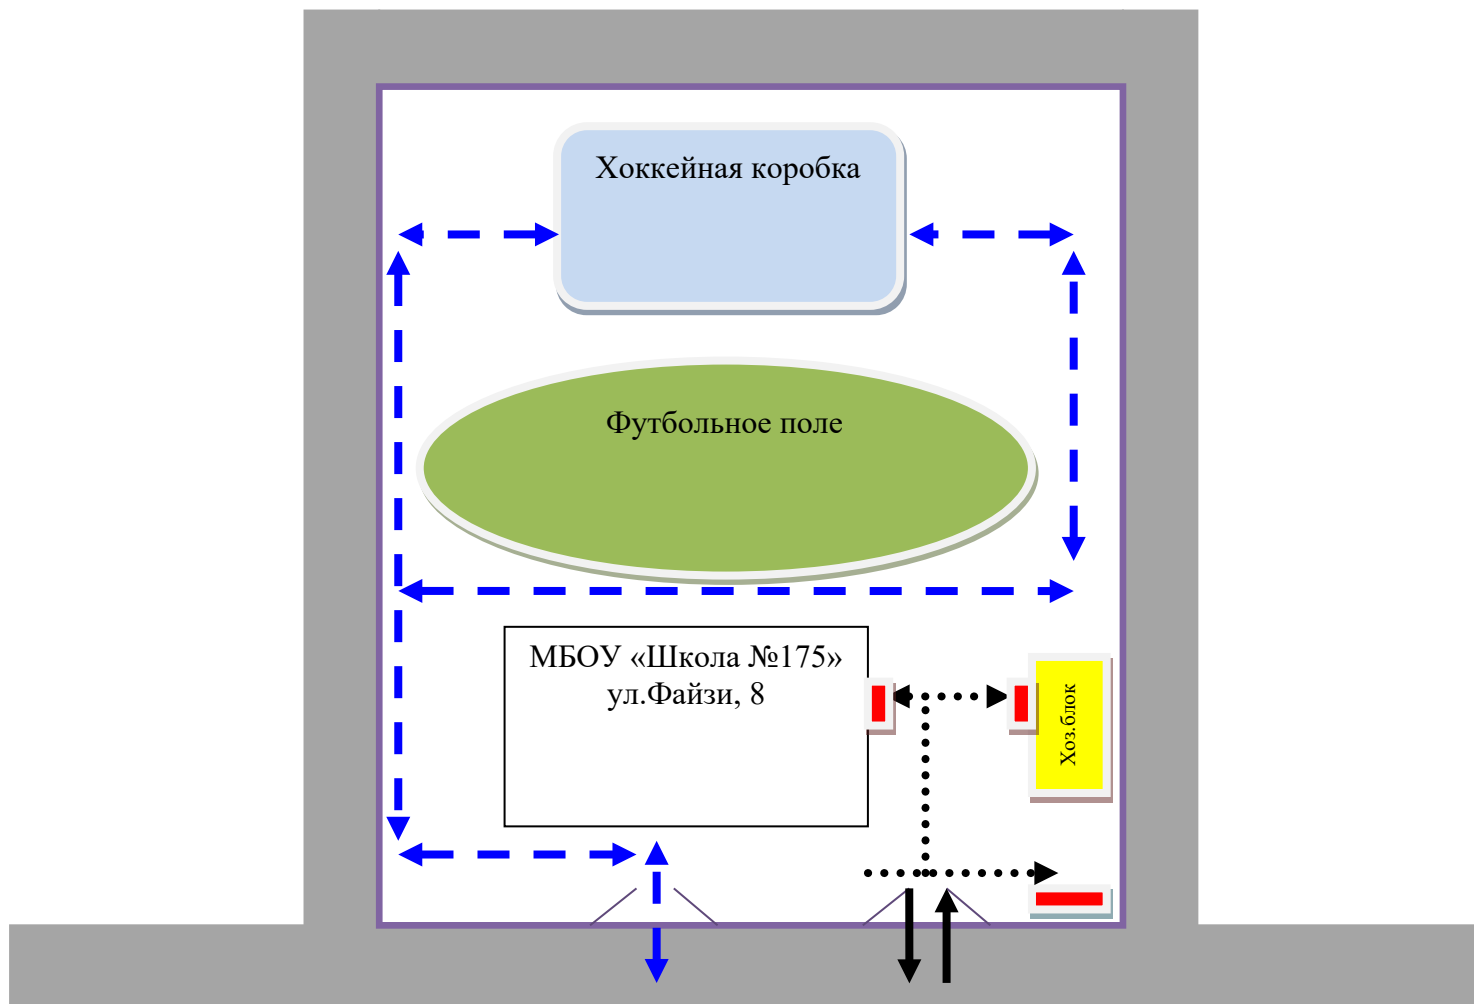 Хоккейная коробка
Футбольное поле
МБОУ «Школа №175»
ул.Файзи, 8
Хоз.блок